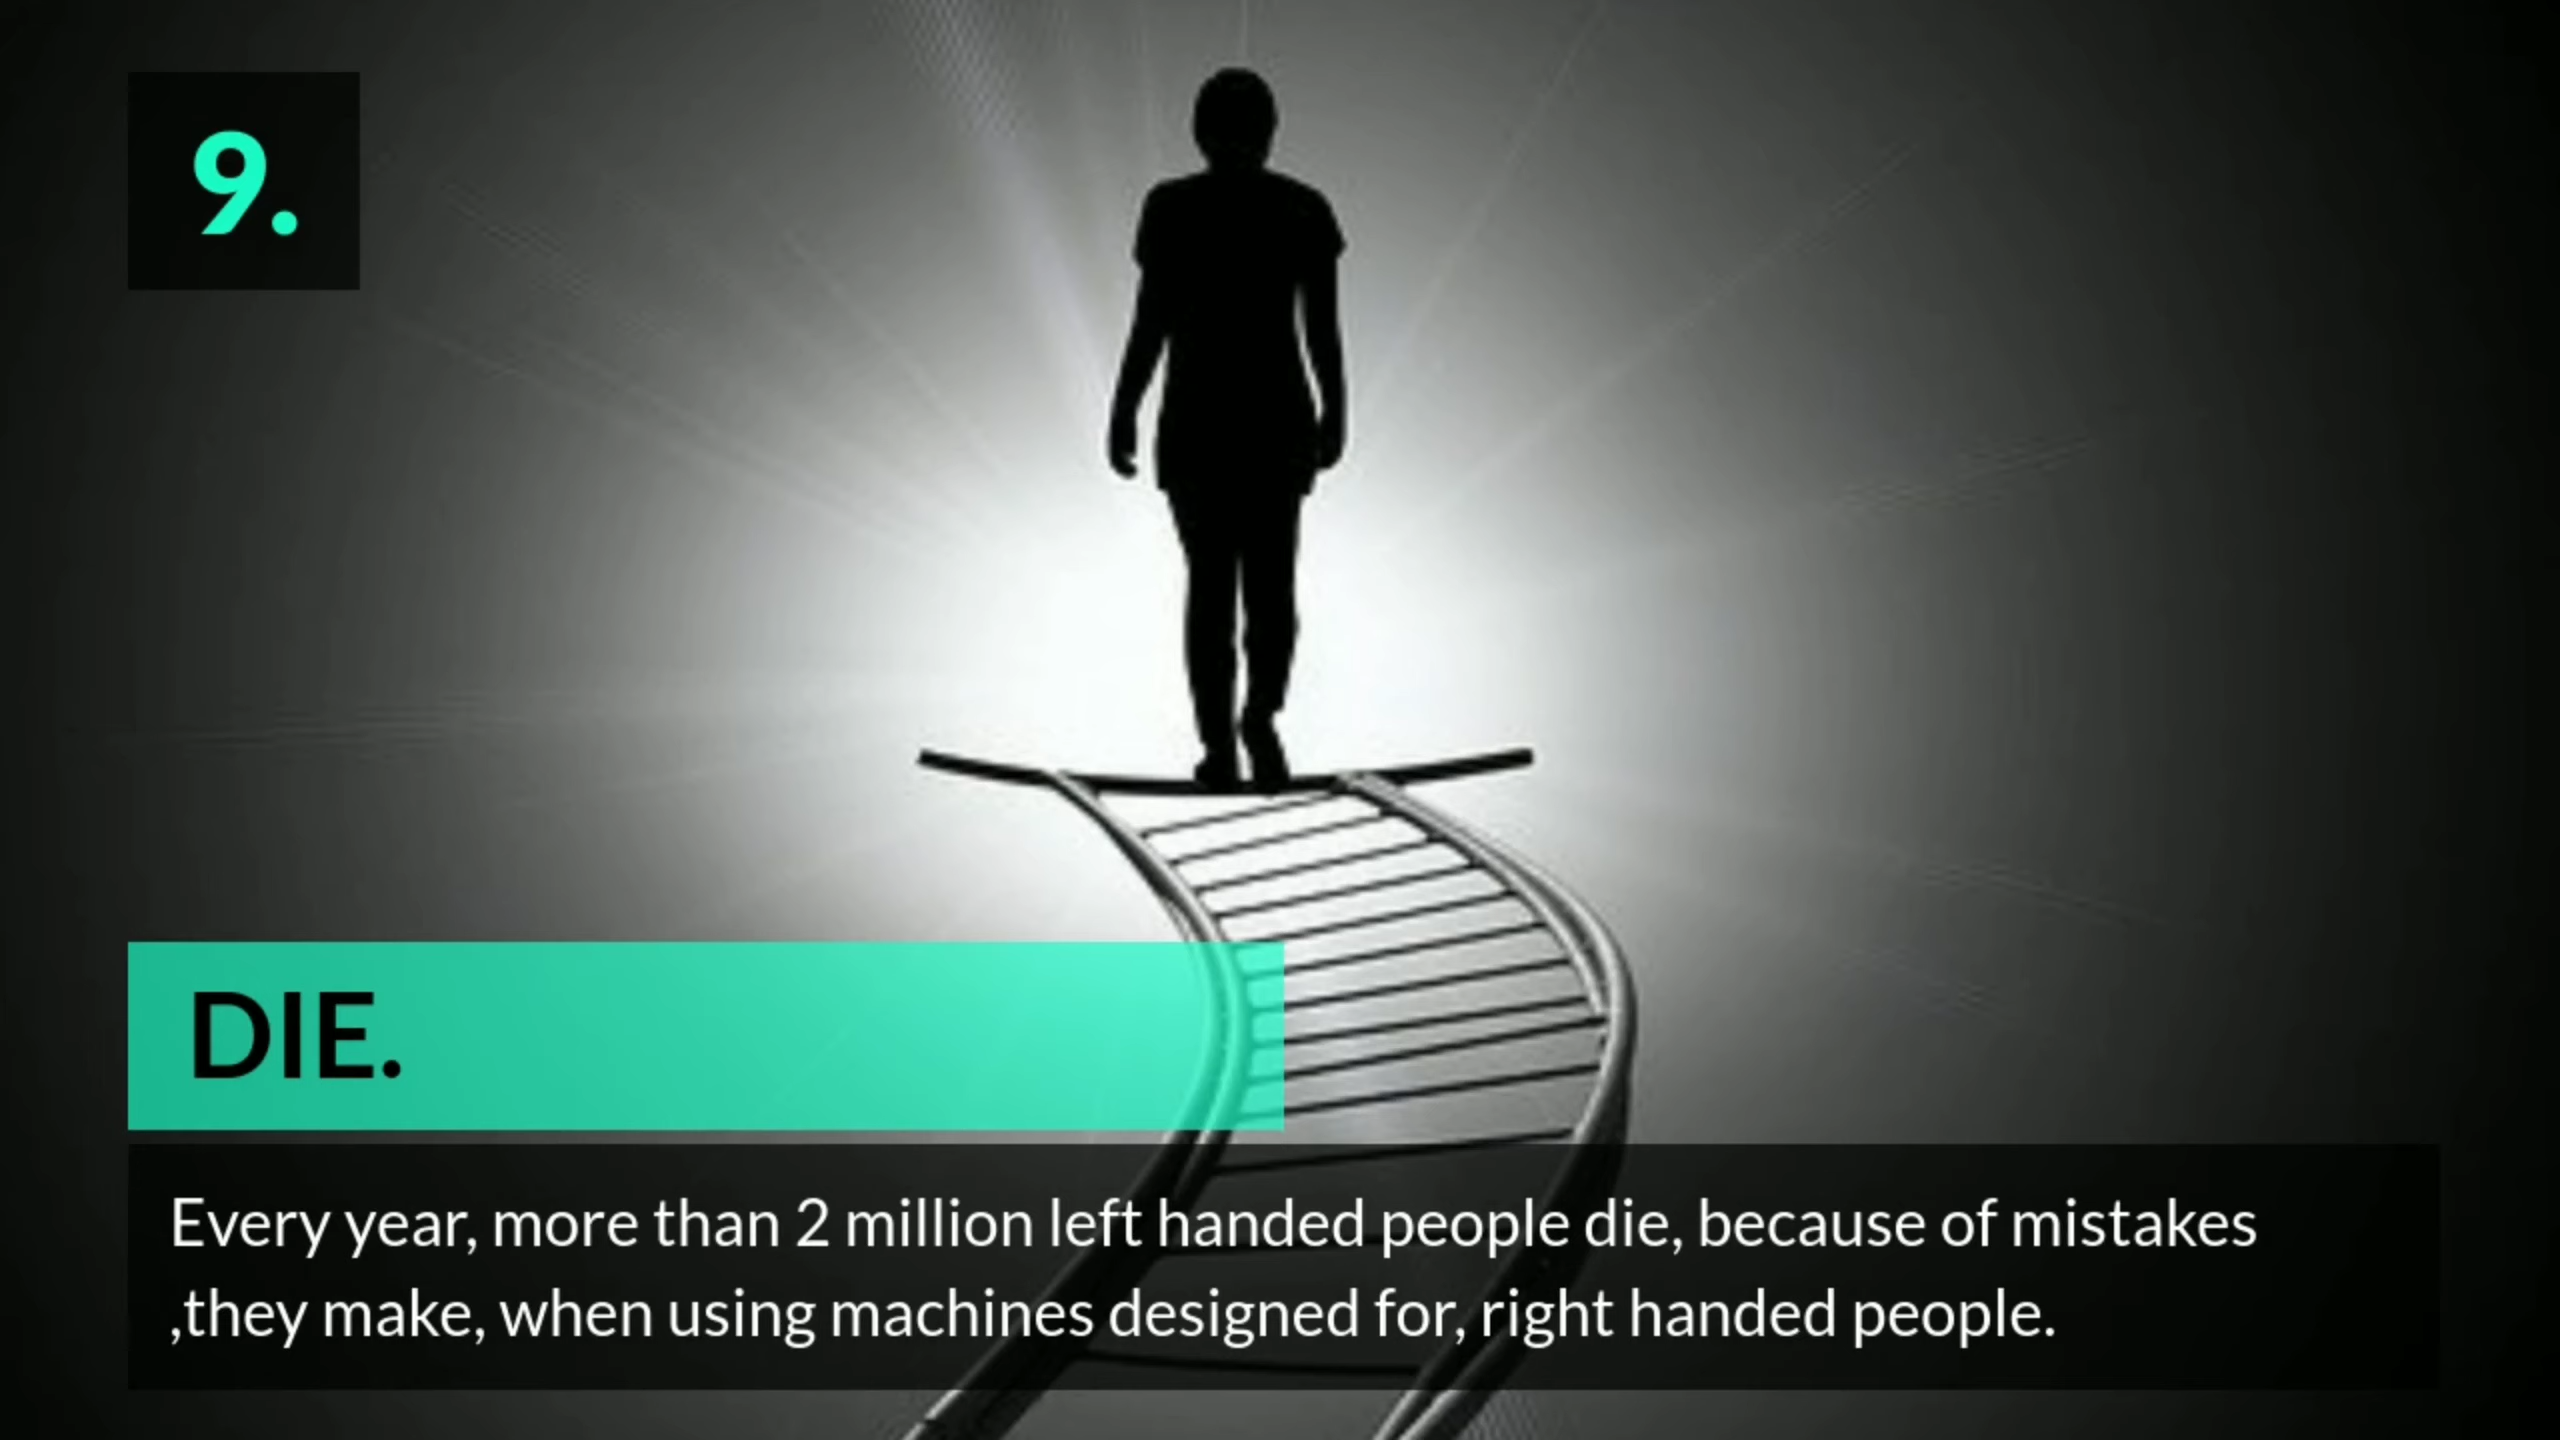 9.
DIE.
Every year, more than 2 million left handed people die, because of mistakes
,they make, when using machines designed for, right handed people.